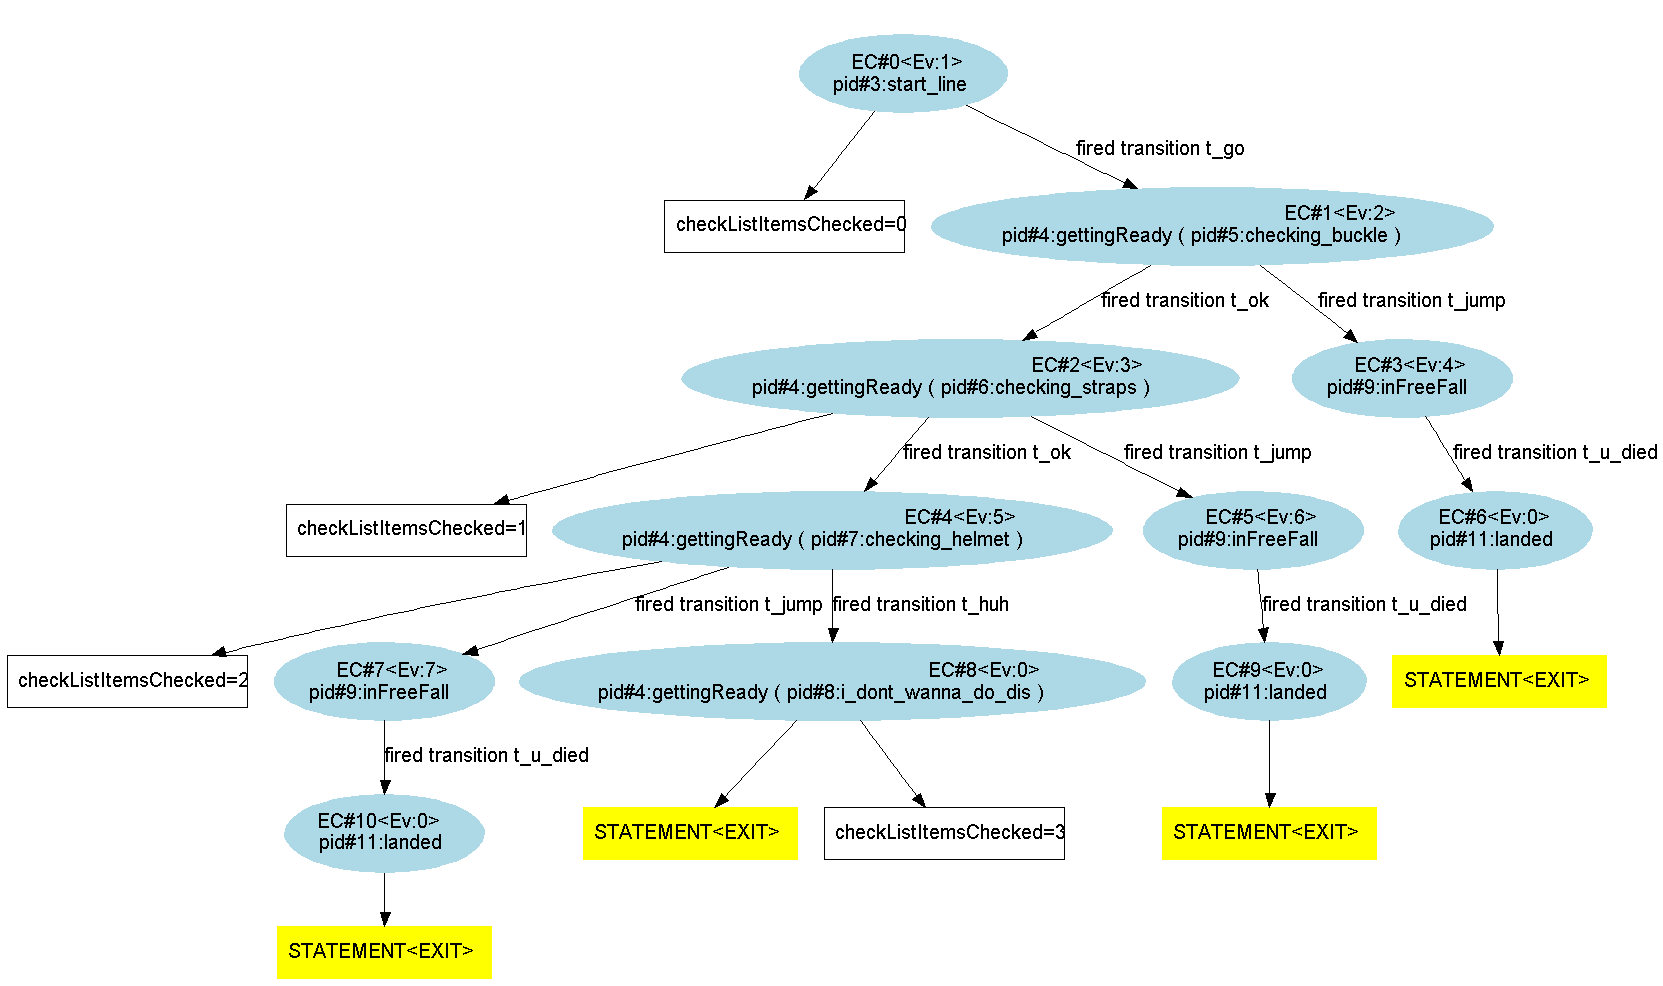 EC#0<Ev:1>
pid#3:start_line
fired transition t_go
checkListItemsChecked=0
EC#1<Ev:2>
pid#4:gettingReady ( pid#5:checking_buckle )
fired transition t_ok
fired transition t_jump
EC#2<Ev:3>
pid#4:gettingReady ( pid#6:checking_straps )
EC#3<Ev:4>
pid#9:inFreeFall
fired transition t_ok
fired transition t_jump
fired transition t_u_died
checkListItemsChecked=1
EC#4<Ev:5>
pid#4:gettingReady ( pid#7:checking_helmet )
EC#5<Ev:6>
pid#9:inFreeFall
EC#6<Ev:0>
pid#11:landed
fired transition t_jump
fired transition t_huh
fired transition t_u_died
checkListItemsChecked=2
EC#7<Ev:7>
pid#9:inFreeFall
EC#8<Ev:0>
pid#4:gettingReady ( pid#8:i_dont_wanna_do_dis )
EC#9<Ev:0>
pid#11:landed
STATEMENT<EXIT>
fired transition t_u_died
EC#10<Ev:0>
pid#11:landed
STATEMENT<EXIT>
checkListItemsChecked=3
STATEMENT<EXIT>
STATEMENT<EXIT>